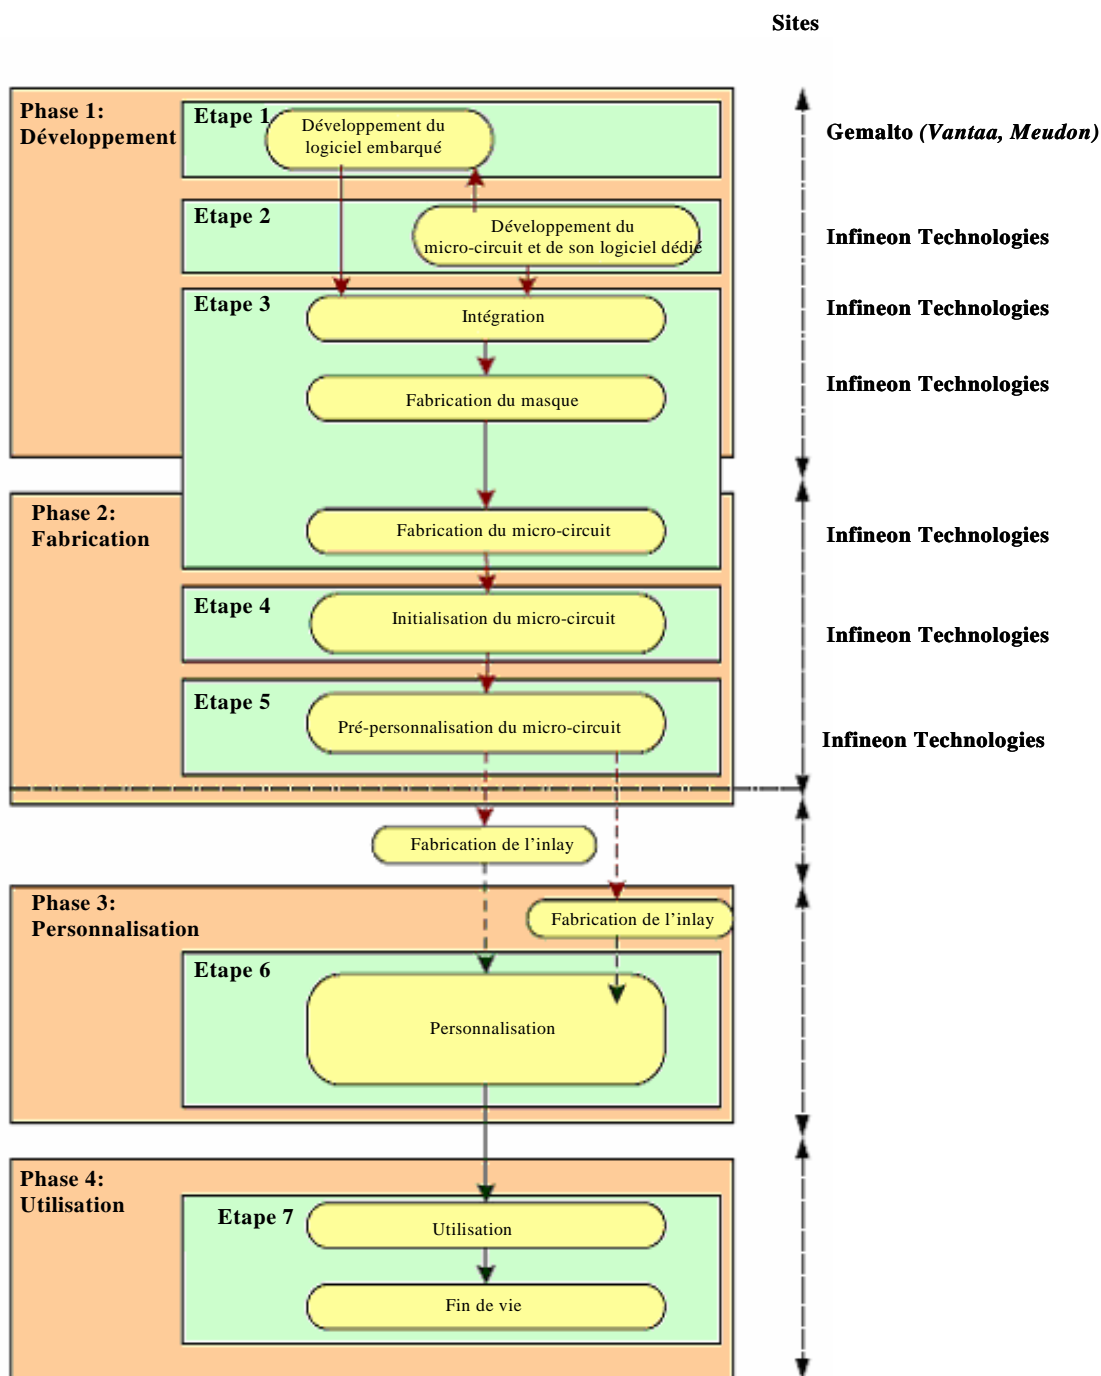 Sites
Phase 1:
Développement
Etape 1
Développement du
logiciel embarqué
Gemalto (Vantaa, Meudon)
Etape 2
Développement du
micro-circuit et de son logiciel dédié
Infineon Technologies
Etape 3
Intégration
Infineon Technologies
Fabrication du masque
Infineon Technologies
Phase 2:
Fabrication
Fabrication du micro-circuit
Infineon Technologies
Etape 4
Initialisation du micro-circuit
Infineon Technologies
Etape 5
Pré-personnalisation du micro-circuit
Infineon Technologies
Fabrication de l’inlay
Phase 3:
Personnalisation
Fabrication de l’inlay
Etape 6
Personnalisation
Phase 4:
Utilisation
Etape 7
Utilisation
Fin de vie